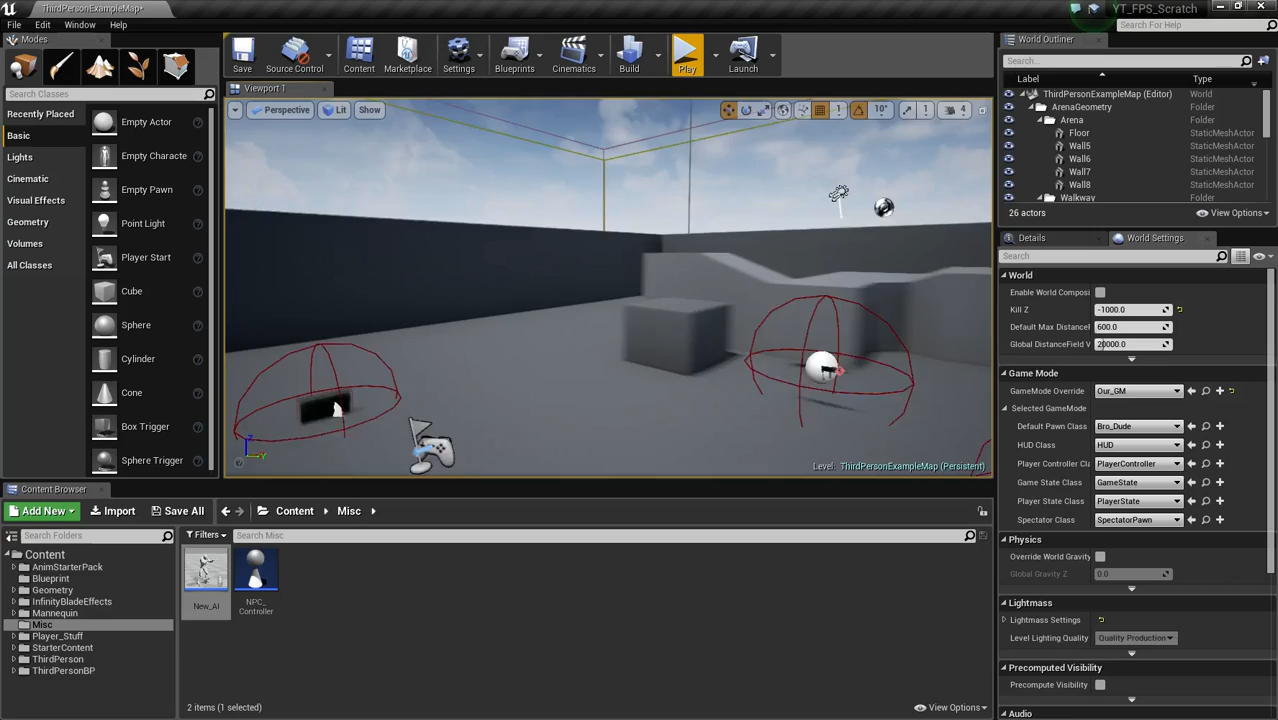 ThirdPersonExampleMap*
YT_FPS_Scratch
File Edit Window Help
Search For Help
Modes
Search Classes
Recently Placed
Basic
Lights
Cinematic
Visual Effects
Geometry
Volumes
All Classes
Empty Actor
Empty Characte
Empty Pawn
Point Light
Player Start
Cube
Sphere
Cylinder
Cone
Box Trigger
Sphere Trigger
Save
Source Control
Content
Marketplace
Settings
Blueprints
Cinematics
Build
Play
Launch
Viewport 1
Perspective Lit Show
1 10° 1 4
Level: ThirdPersonExampleMap (Persistent)
World Outliner
Search...
Label Type
ThirdPersonExampleMap (Editor) World
ArenaGeometry Folder
Arena Folder
Floor StaticMeshActor
Wall5 StaticMeshActor
Wall6 StaticMeshActor
Wall7 StaticMeshActor
Wall8 StaticMeshActor
Walkway Folder
26 actors View Options
Details World Settings
Search
World
Enable World Composi
Kill Z -1000.0
Default Max DistanceF 600.0
Global DistanceField V 20000.0
Game Mode
GameMode Override Our_GM
Selected GameMode
Default Pawn Class Bro_Dude
HUD Class HUD
Player Controller Cla PlayerController
Game State Class GameState
Player State Class PlayerState
Spectator Class SpectatorPawn
Physics
Override World Gravity
Global Gravity Z 0.0
Lightmass
Lightmass Settings
Level Lighting Quality Quality Production
Precomputed Visibility
Precompute Visibility
Audio
Content Browser
Add New Import Save All Content Misc
Search Folders
Filters Search Misc
Content
AnimStarterPack
Blueprint
Geometry
InfinityBladeEffects
Mannequin
Misc
Player_Stuff
StarterContent
ThirdPerson
ThirdPersonBP
New_AI
NPC_
Controller
2 items (1 selected) View Options